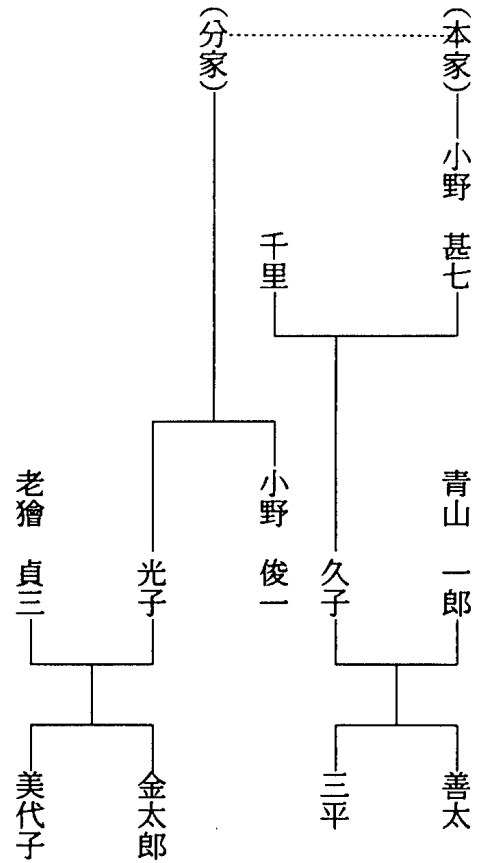 （本家）
小野 甚七
千里
（分家）
青山 一郎
久子
小野 俊一
光子
老獪 貞三
善太
三平
金太郎
美代子